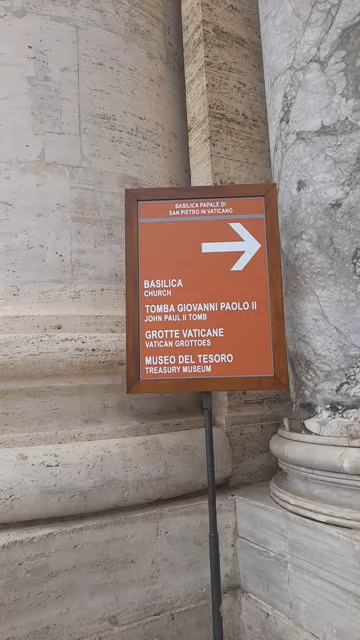 BASILICA PAPALE DI
SAN PIETRO IN VATICANO
BASILICA
CHURCH
TOMBA GIOVANNI PAOLO II
JOHN PAUL II TOMB
GROTTE VATICANE
VATICAN GROTTOES
MUSEO DEL TESORO
TREASURY MUSEUM